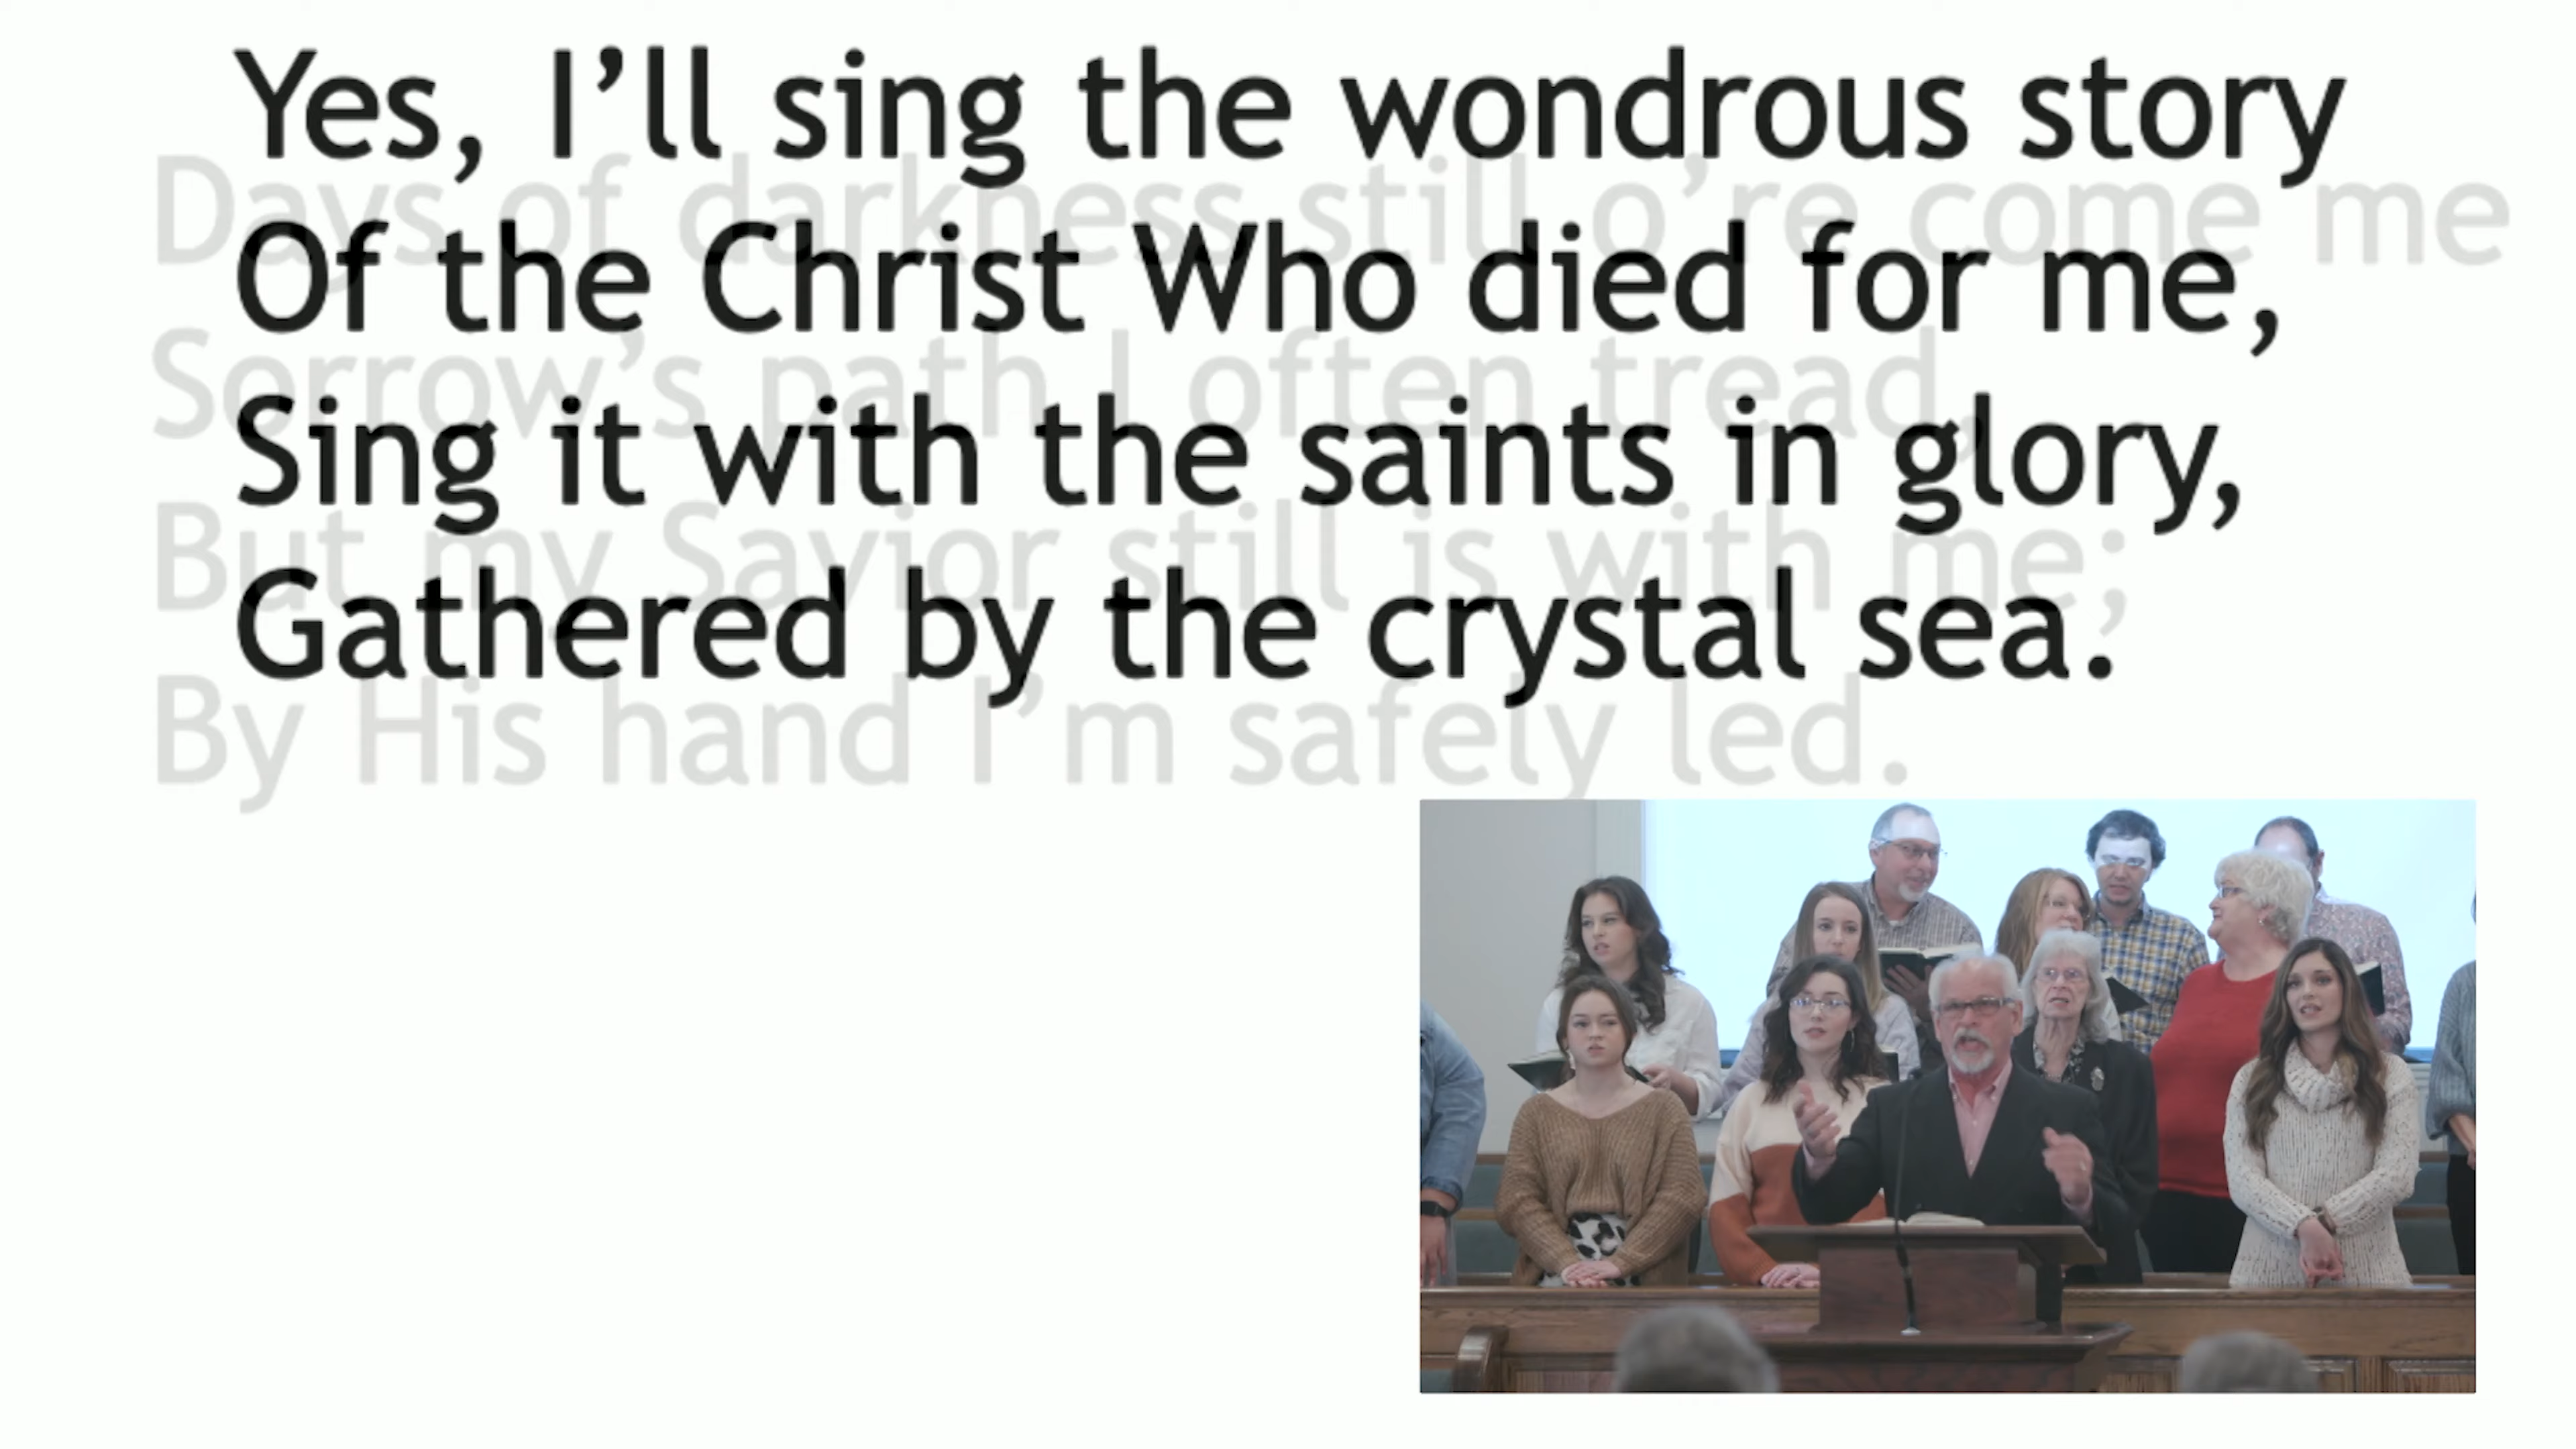 Yes, I’ll sing the wondrous story
Days of darkness still o’re come me
Of the Christ Who died for me,
Sorrow’s path I often tread,
Sing it with the saints in glory,
But my Savior still is with me;
Gathered by the crystal sea.
By His hand I’m safely led.